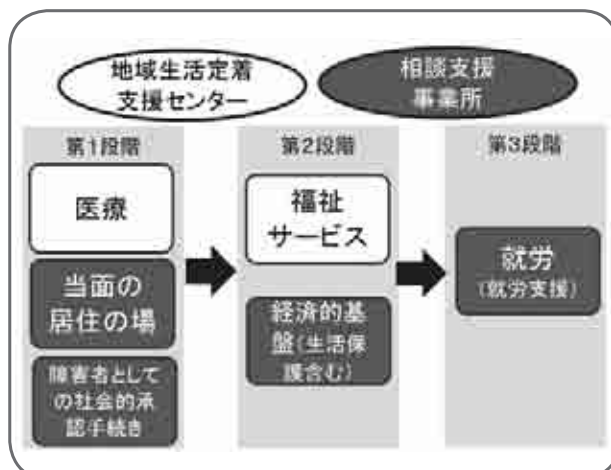 地域生活定着
支援センター
相談支援
事業所
第1段階
医療
当面の
居住の場
障害者として
の社会的承
認手続き
第2段階
福祉
サービス
経済的基
盤(生活保
護含む)
第3段階
就労
(就労支援)